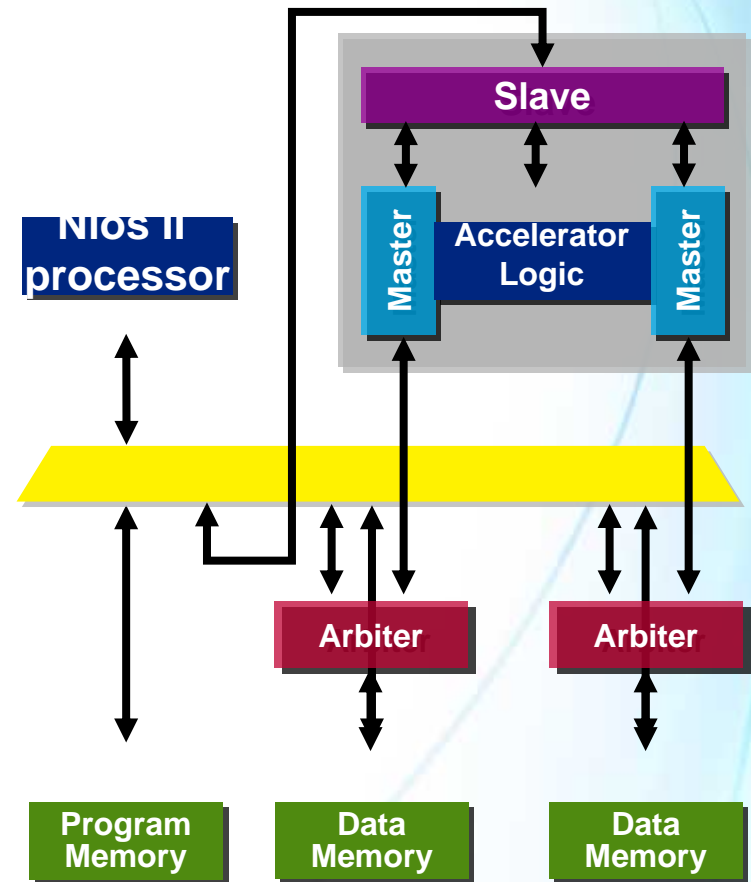 Slave
Nios II
processor
Master
Accelerator
Logic
Master
Arbiter
Arbiter
Program
Memory
Data
Memory
Data
Memory